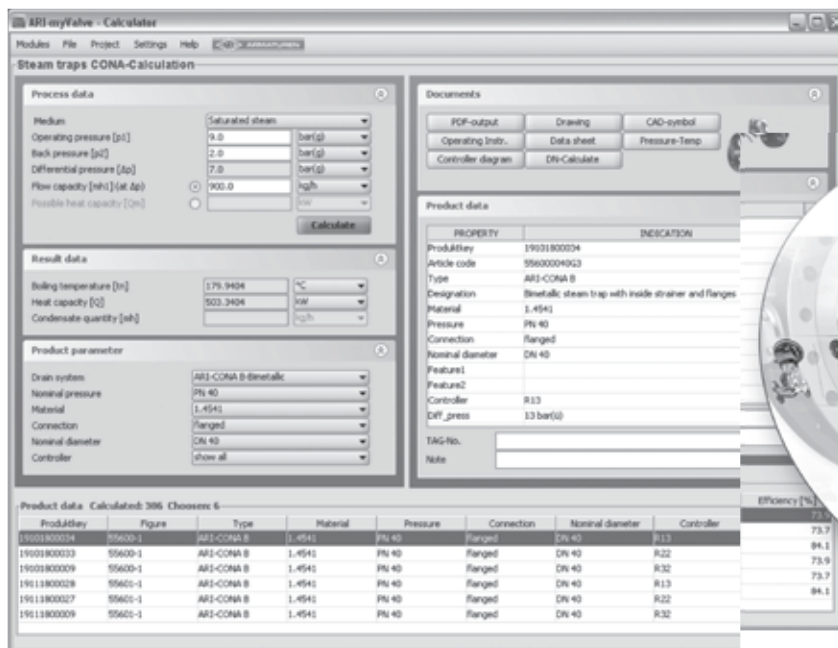 ARI-myValve - Calculator
Modules File Project Settings Help ARI ARMATUREN
Steam traps CONA-Calculation
Process data
Medium Saturated steam
Operating pressure [p1] 9.0 bar(g)
Back pressure [p2] 2.0 bar(g)
Differential pressure [Δp] 7.0 bar(g)
Flow capacity [mh1] (at Δp) 900.0 kg/h
Possible heat capacity [Qm] kW
Calculate
Result data
Boiling temperature [tn] 179.9404 °C
Heat capacity [Q] 503.3404 kW
Condensate quantity [mh] kg/h
Product parameter
Drain system ARI-CONA B-Bimetallic
Nominal pressure PN 40
Material 1.4541
Connection flanged
Nominal diameter DN 40
Controller show all
Documents
PDF-output Drawing CAD-symbol
Operating Instr. Data sheet Pressure-Temp
Controller diagram DN-Calculate
Product data
PROPERTY INDICATION
Produktkey 19101800034
Article code 556000040G3
Type ARI-CONA B
Designation Bimetallic steam trap with inside strainer and flanges
Material 1.4541
Pressure PN 40
Connection flanged
Nominal diameter DN 40
Feature1
Feature2
Controller R13
Diff_press 13 bar(ü)
TAG-No.
Note
Product data Calculated: 386 Choosen: 6
Produktkey Figure Type Material Pressure Connection Nominal diameter Controller Efficiency [%]
19101800034 55600-1 ARI-CONA B 1.4541 PN 40 flanged DN 40 R13 73.9
19101800033 55600-1 ARI-CONA B 1.4541 PN 40 flanged DN 40 R22 73.7
19101800009 55600-1 ARI-CONA B 1.4541 PN 40 flanged DN 40 R32 84.1
19111800028 55601-1 ARI-CONA B 1.4541 PN 40 flanged DN 40 R13 73.9
19111800027 55601-1 ARI-CONA B 1.4541 PN 40 flanged DN 40 R22 73.7
19111800009 55601-1 ARI-CONA B 1.4541 PN 40 flanged DN 40 R32 84.1